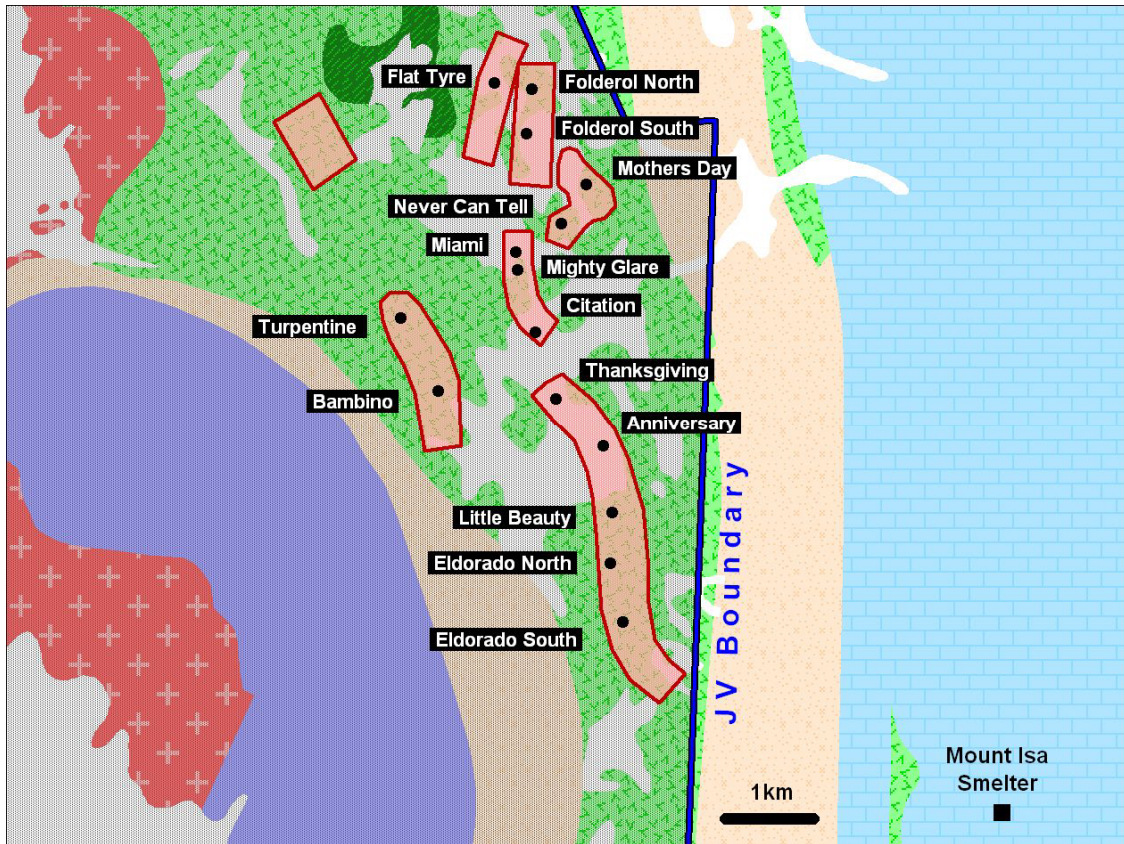 Flat Tyre
Folderol North
Folderol South
Mothers Day
Never Can Tell
Miami
Mighty Glare
Citation
Turpentine
Thanksgiving
Bambino
Anniversary
Little Beauty
Eldorado North
Eldorado South
JV Boundary
Mount Isa
Smelter
1km